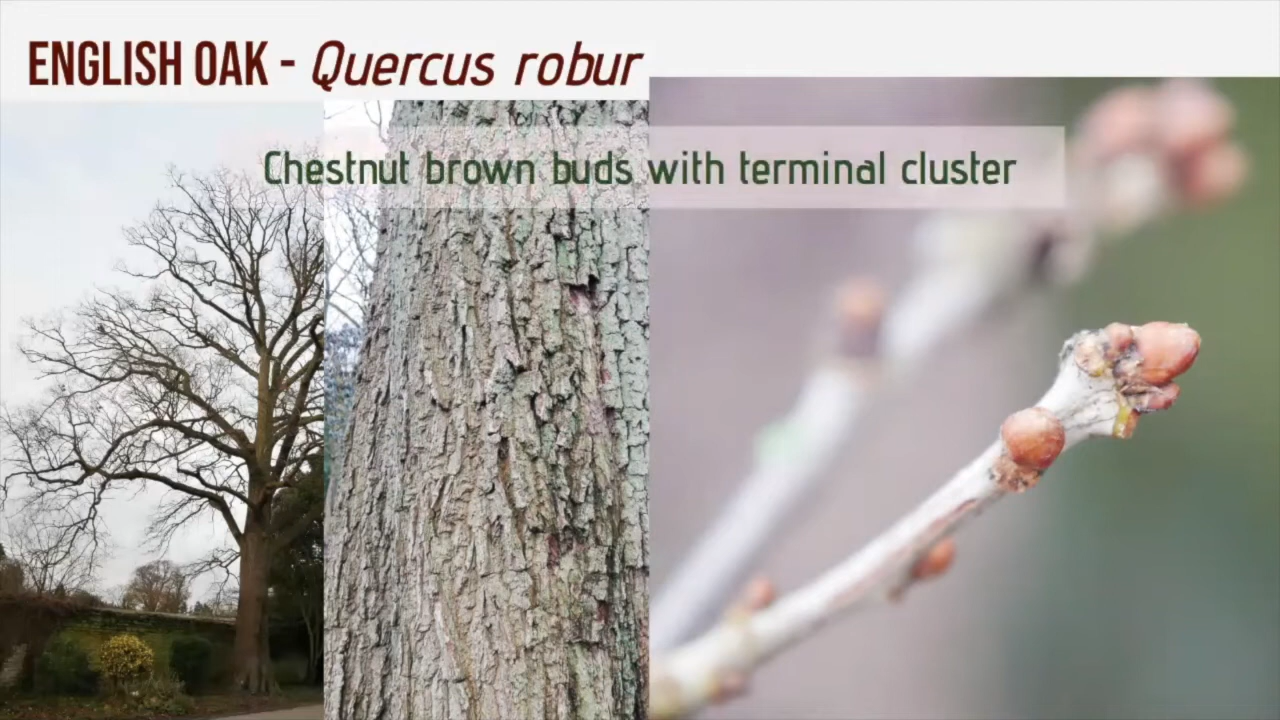 ENGLISH OAK - Quercus robur
Chestnut brown buds with terminal cluster